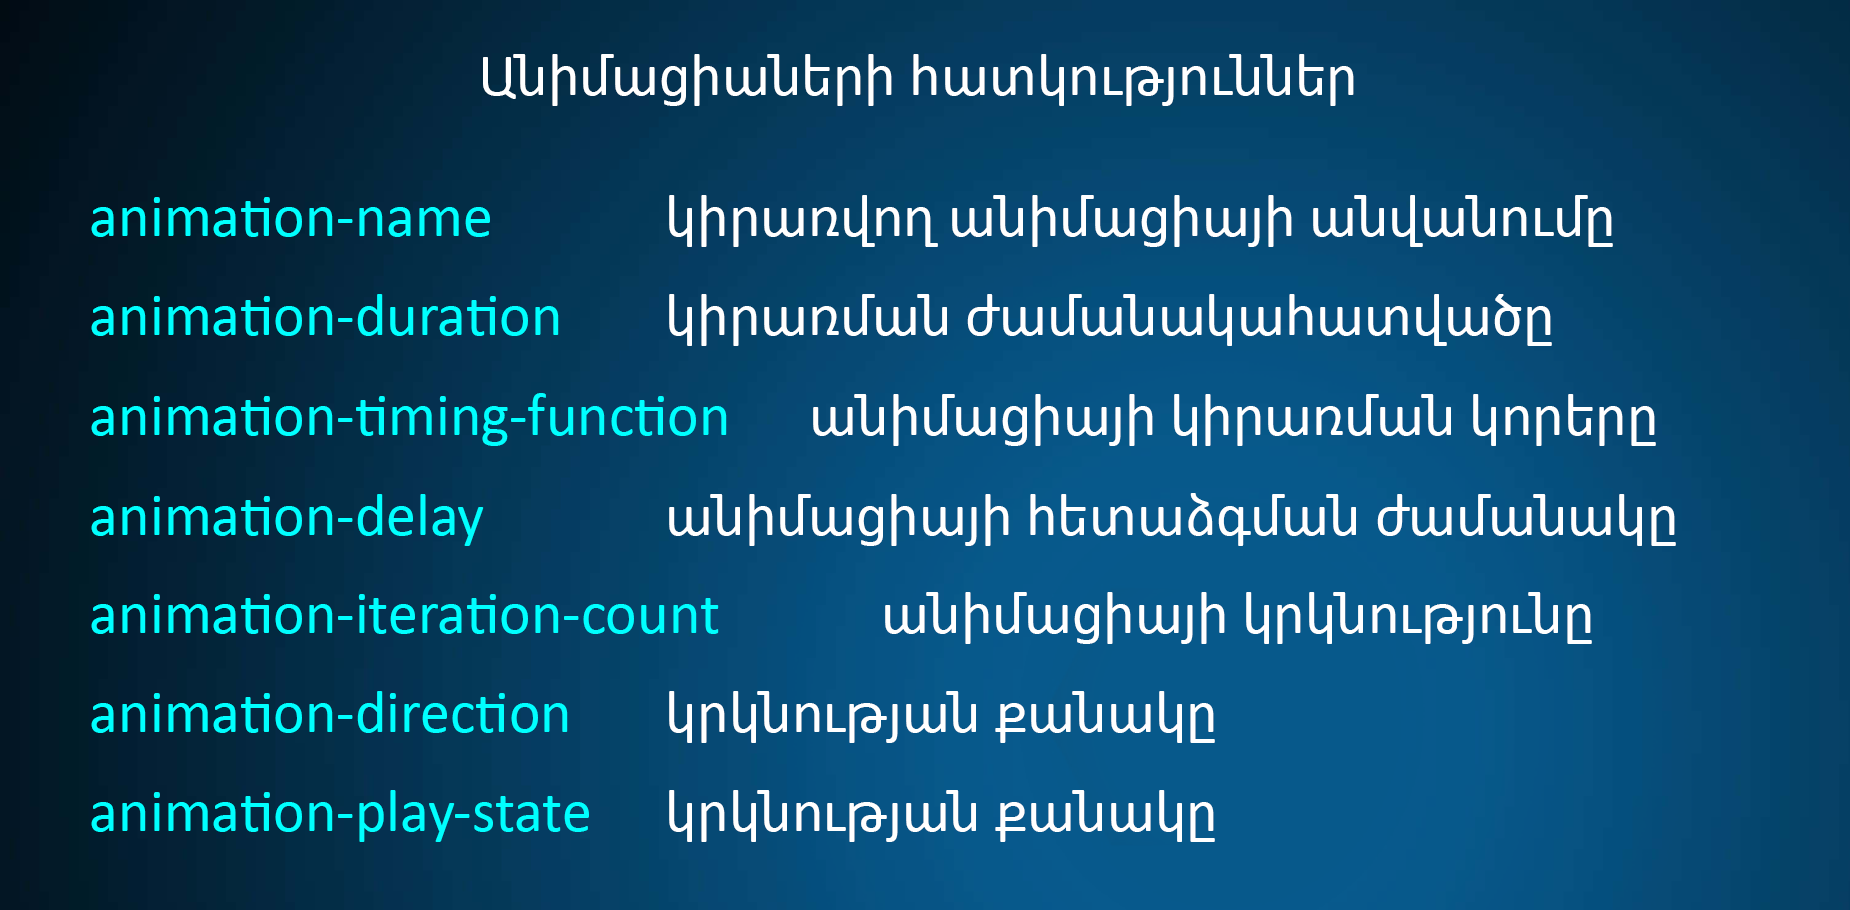 Անիմացիաների հատկություններ
animation-name կիրառվող անիմացիայի անվանումը
animation-duration կիրառման ժամանակահատվածը
animation-timing-function անիմացիայի կիրառման կորերը
animation-delay անիմացիայի հետաձգման ժամանակը
animation-iteration-count անիմացիայի կրկնությունը
animation-direction կրկնության քանակը
animation-play-state կրկնության քանակը